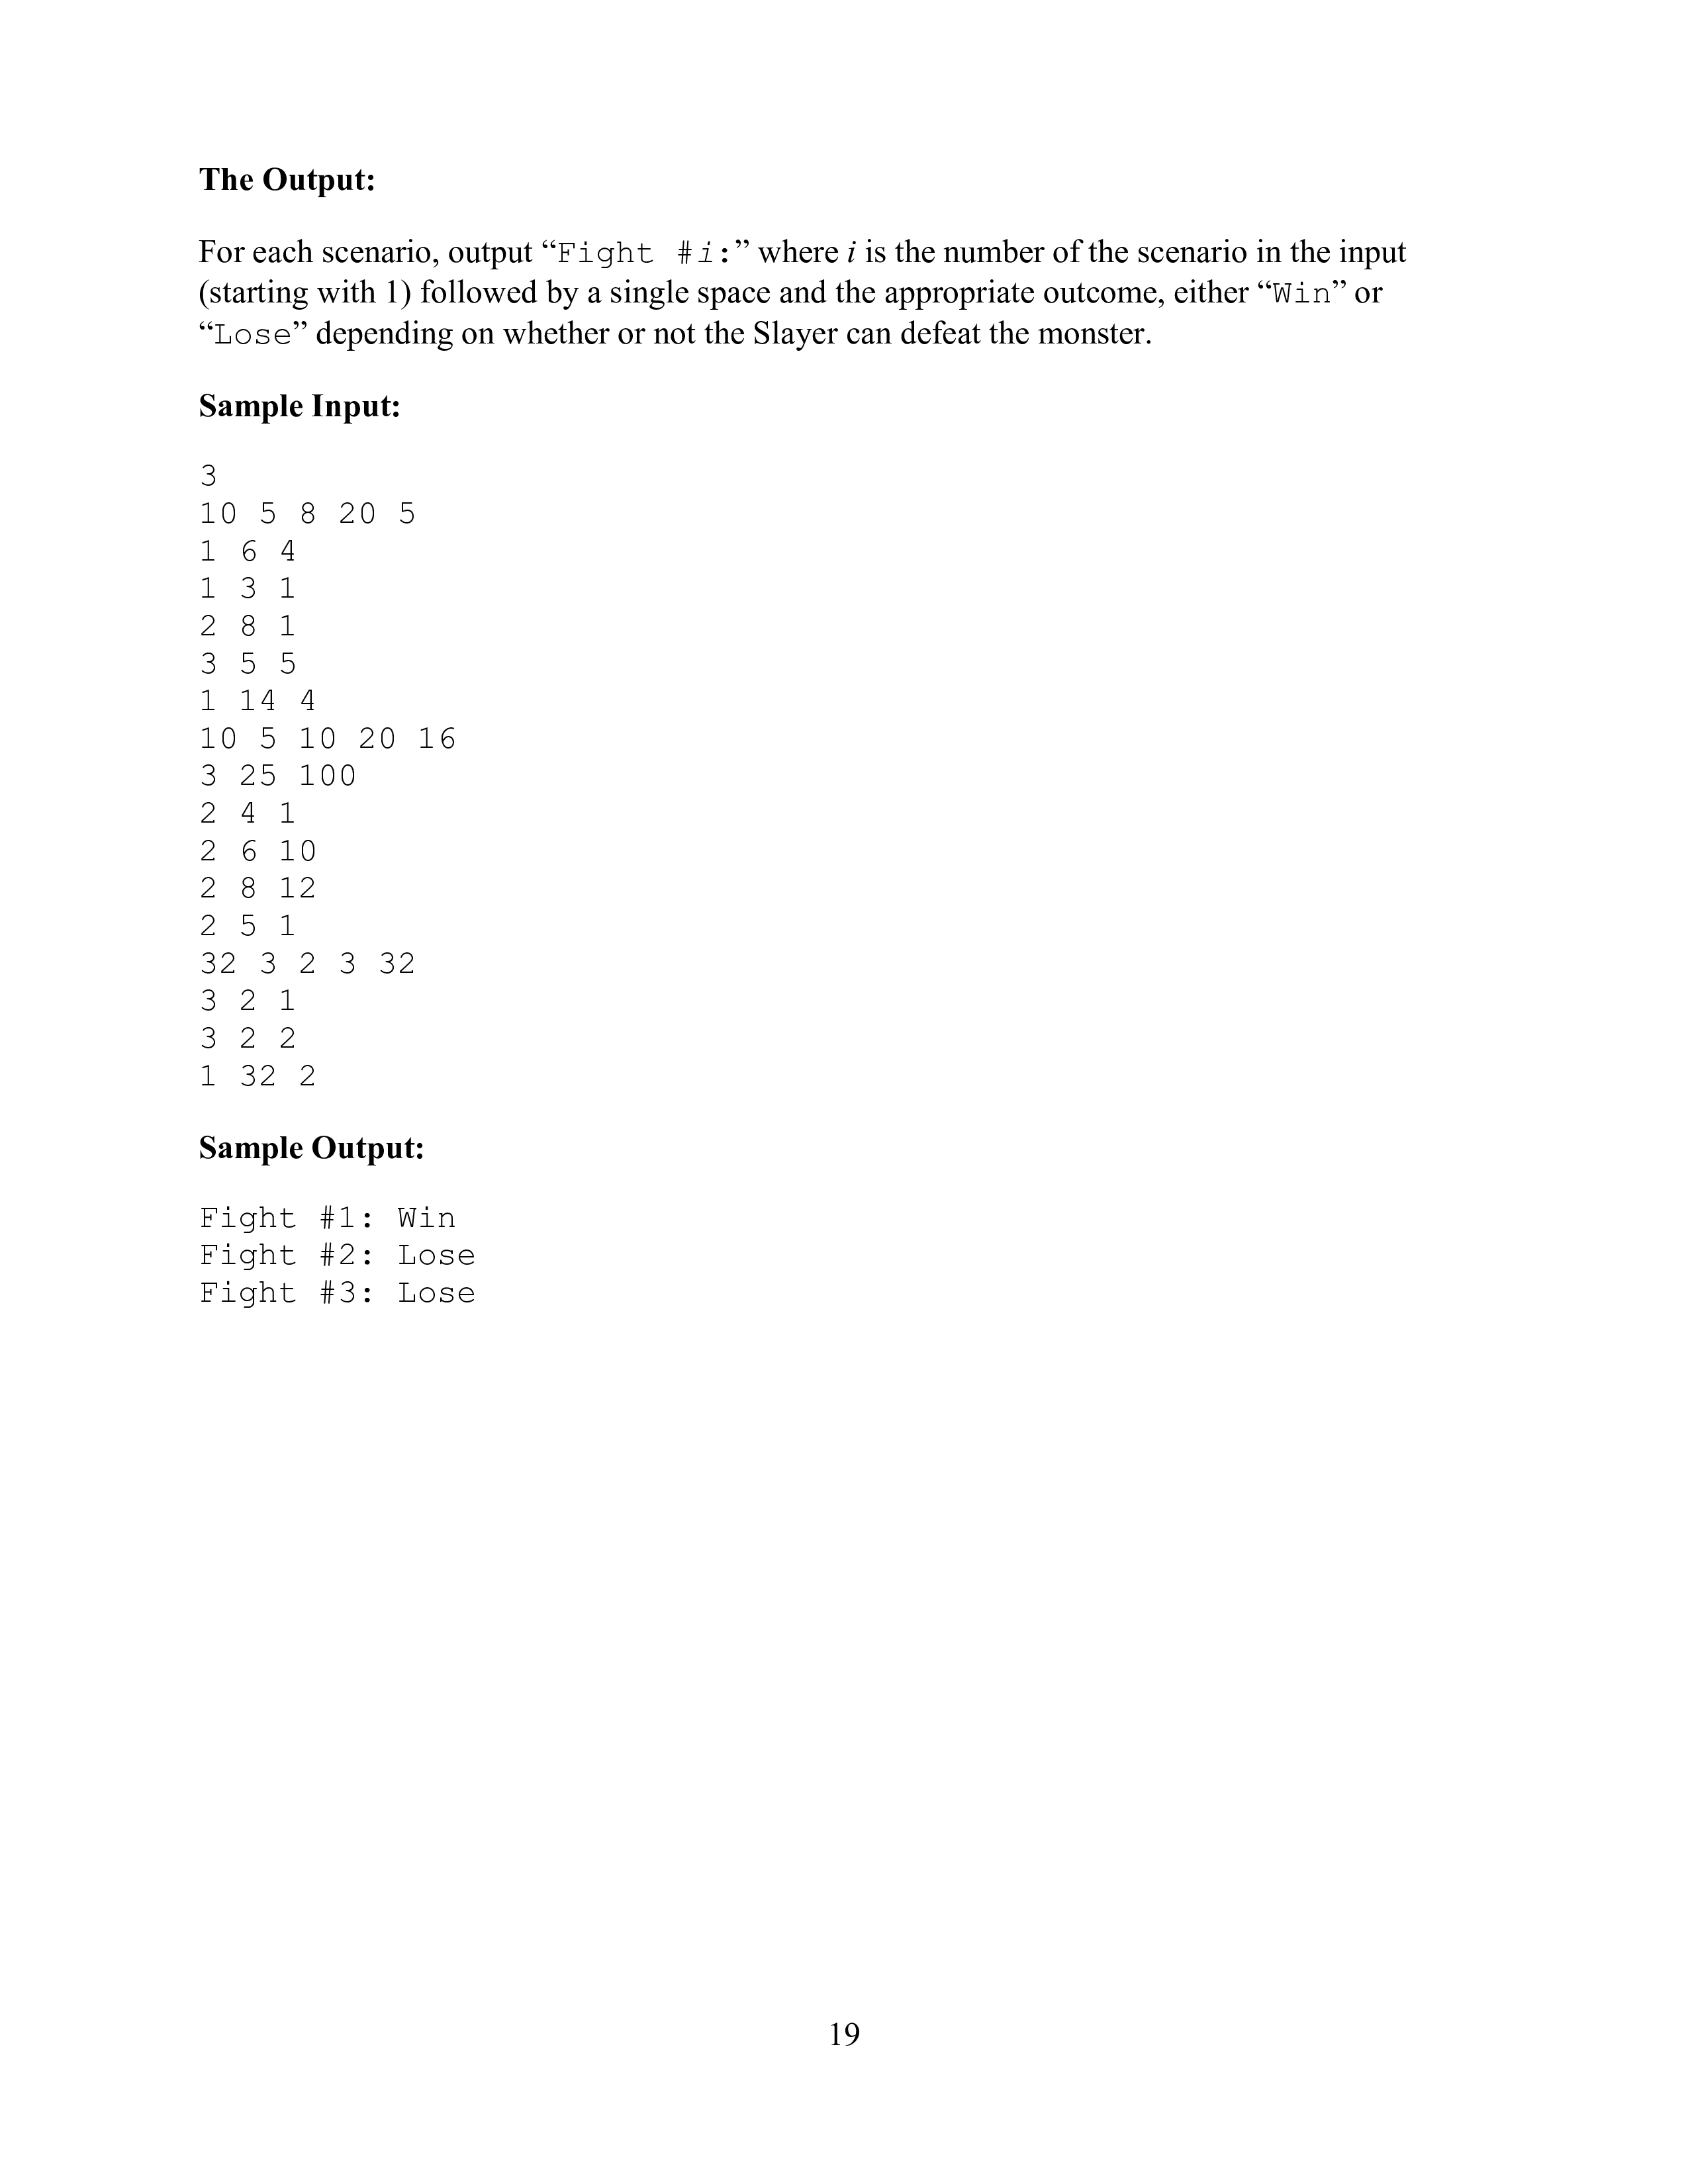 The Output:
For each scenario, output “Fight #i:” where i is the number of the scenario in the input
(starting with 1) followed by a single space and the appropriate outcome, either “Win” or
“Lose” depending on whether or not the Slayer can defeat the monster.
Sample Input:
3
10 5 8 20 5
1 6 4
1 3 1
2 8 1
3 5 5
1 14 4
10 5 10 20 16
3 25 100
2 4 1
2 6 10
2 8 12
2 5 1
32 3 2 3 32
3 2 1
3 2 2
1 32 2
Sample Output:
Fight #1: Win
Fight #2: Lose
Fight #3: Lose
19